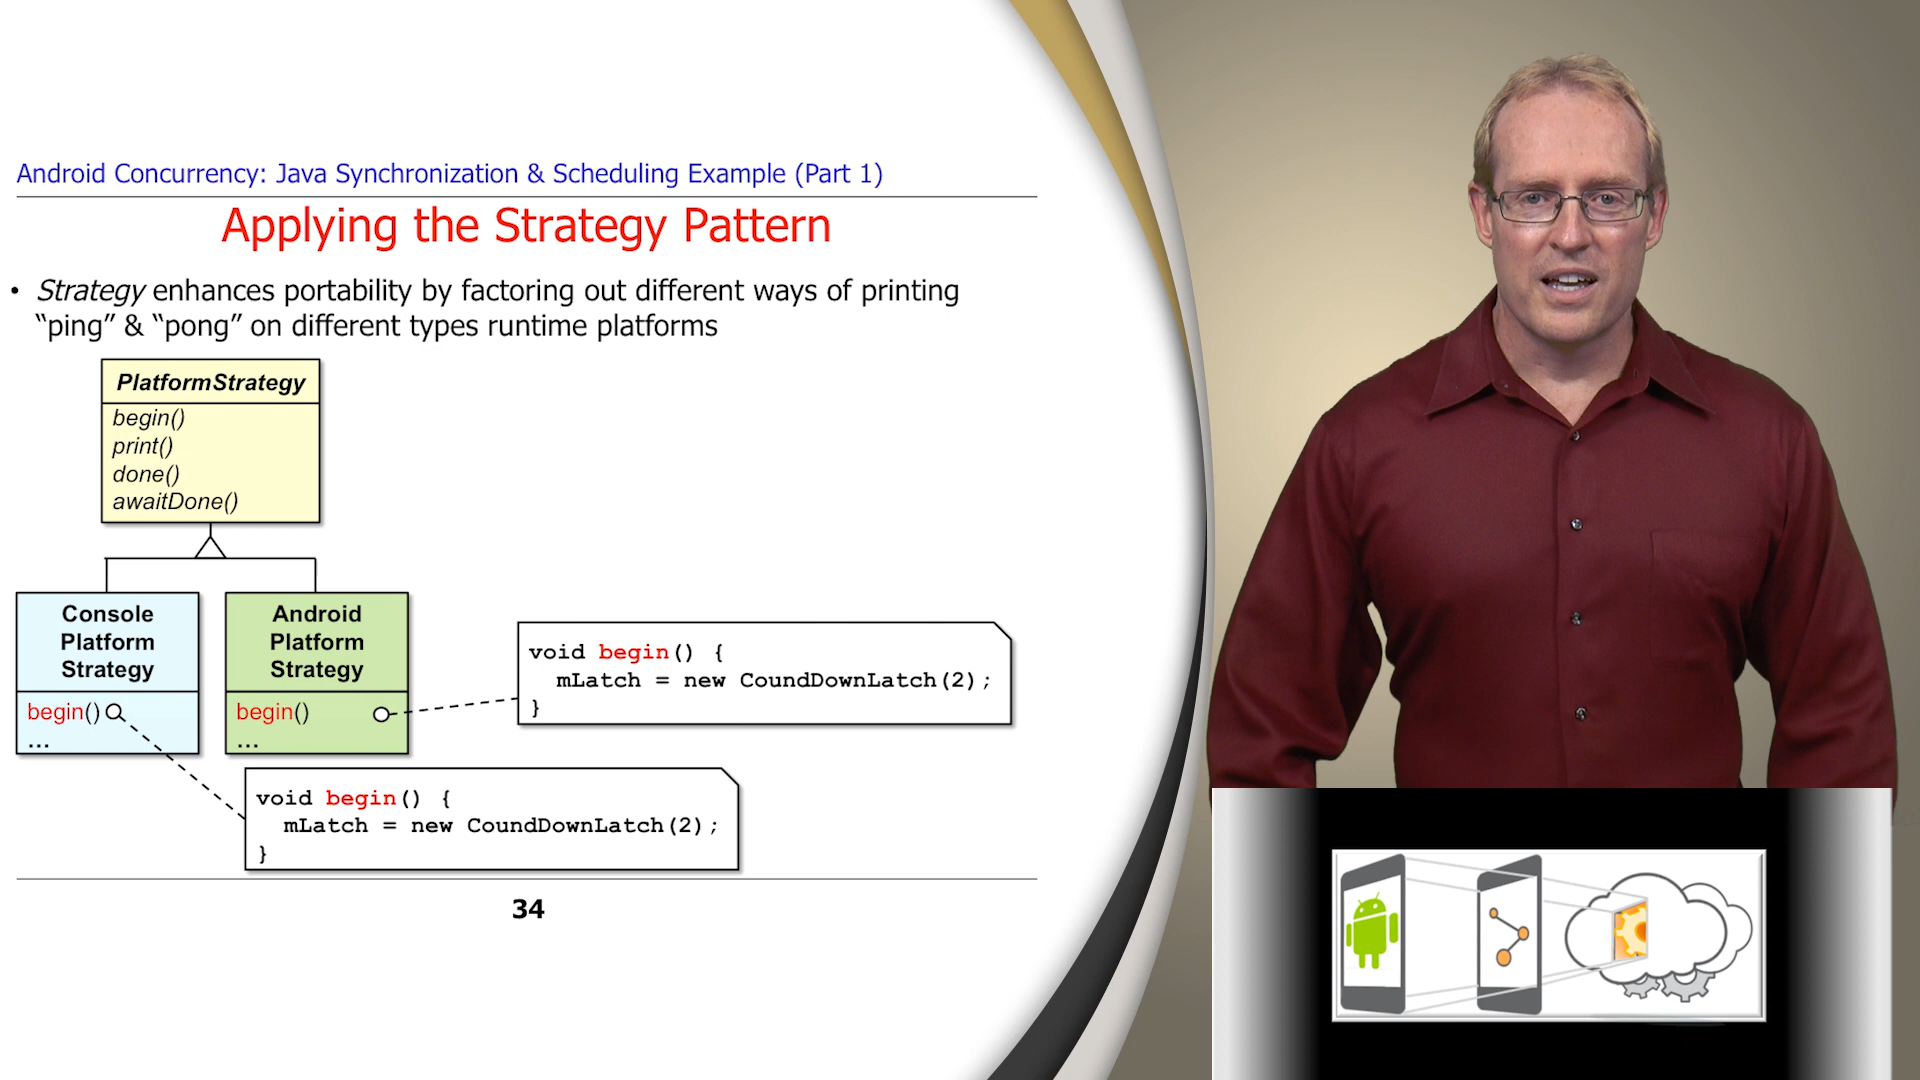 Android Concurrency: Java Synchronization & Scheduling Example (Part 1)
Applying the Strategy Pattern
• Strategy enhances portability by factoring out different ways of printing
“ping” & “pong” on different types runtime platforms
PlatformStrategy
begin()
print()
done()
awaitDone()
Console
Platform
Strategy
begin()
...
Android
Platform
Strategy
begin()
...
void begin() {
mLatch = new CoundDownLatch(2);
}
void begin() {
mLatch = new CoundDownLatch(2);
}
34